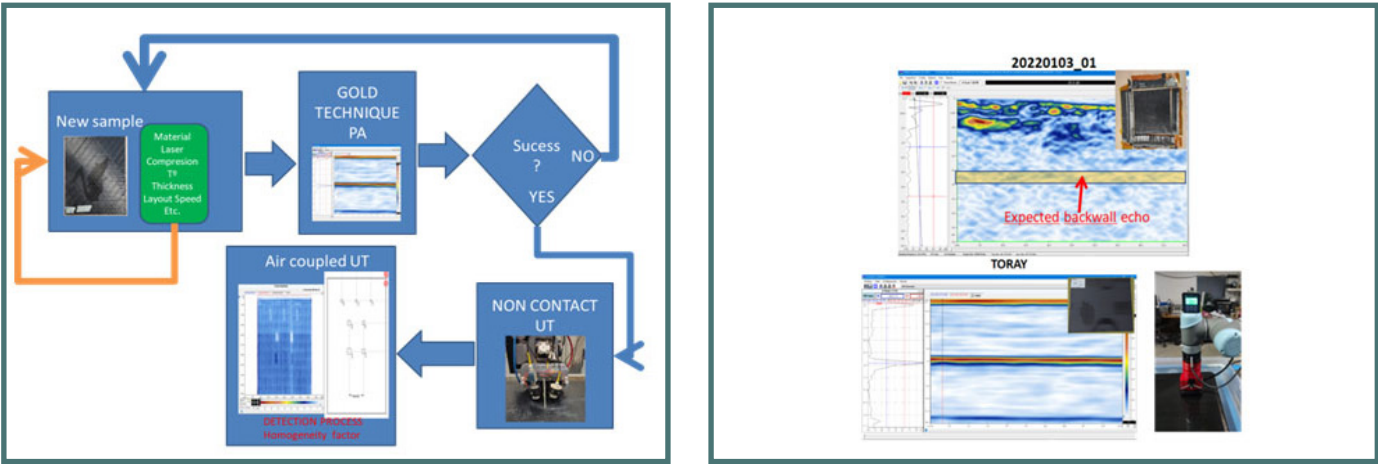 New sample
Material
Laser
Compresion
Tº
Thickness
Layout Speed
Etc.
GOLD
TECHNIQUE
PA
Sucess
?
NO
YES
NON CONTACT
UT
Air coupled UT
DETECTION PROCESS
Homogeneity factor
20220103_01
Expected backwall echo
TORAY